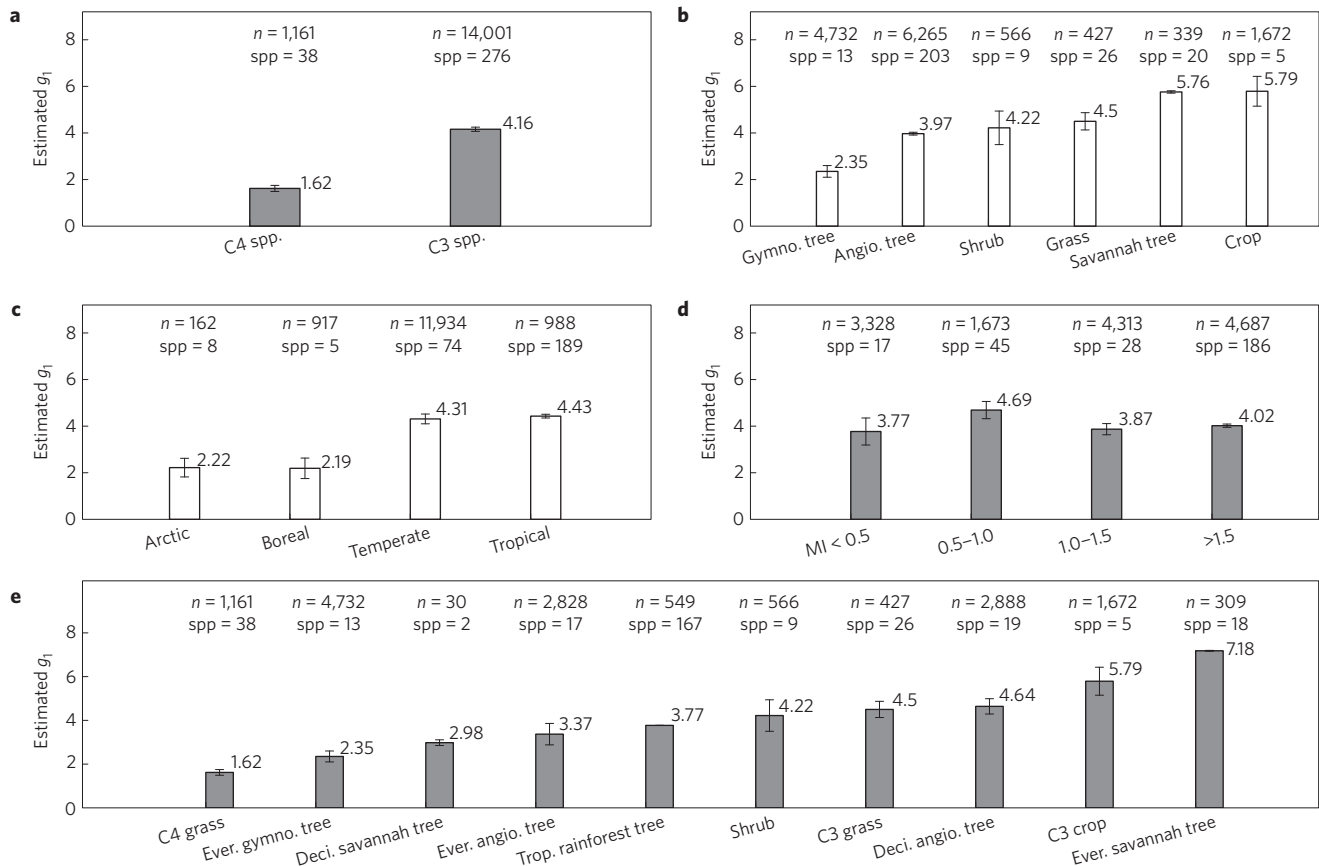 a
n = 1,161
spp = 38
n = 14,001
spp = 276
8
6
4
2
0
Estimated g1
1.62
4.16
C4 spp.
C3 spp.
b
n = 4,732
spp = 13
n = 6,265
spp = 203
n = 566
spp = 9
n = 427
spp = 26
n = 339
spp = 20
n = 1,672
spp = 5
8
6
4
2
0
Estimated g1
2.35
3.97
4.22
4.5
5.76
5.79
Gymno. tree
Angio. tree
Shrub
Grass
Savannah tree
Crop
c
n = 162
spp = 8
n = 917
spp = 5
n = 11,934
spp = 74
n = 988
spp = 189
8
6
4
2
0
Estimated g1
2.22
2.19
4.31
4.43
Arctic
Boreal
Temperate
Tropical
d
n = 3,328
spp = 17
n = 1,673
spp = 45
n = 4,313
spp = 28
n = 4,687
spp = 186
8
6
4
2
0
Estimated g1
3.77
4.69
3.87
4.02
MI < 0.5
0.5–1.0
1.0–1.5
>1.5
e
n = 1,161
spp = 38
n = 4,732
spp = 13
n = 30
spp = 2
n = 2,828
spp = 17
n = 549
spp = 167
n = 566
spp = 9
n = 427
spp = 26
n = 2,888
spp = 19
n = 1,672
spp = 5
n = 309
spp = 18
8
6
4
2
0
Estimated g1
1.62
2.35
2.98
3.37
3.77
4.22
4.5
4.64
5.79
7.18
C4 grass
Ever. gymno. tree
Deci. savannah tree
Ever. angio. tree
Trop. rainforest tree
Shrub
C3 grass
Deci. angio. tree
C3 crop
Ever. savannah tree